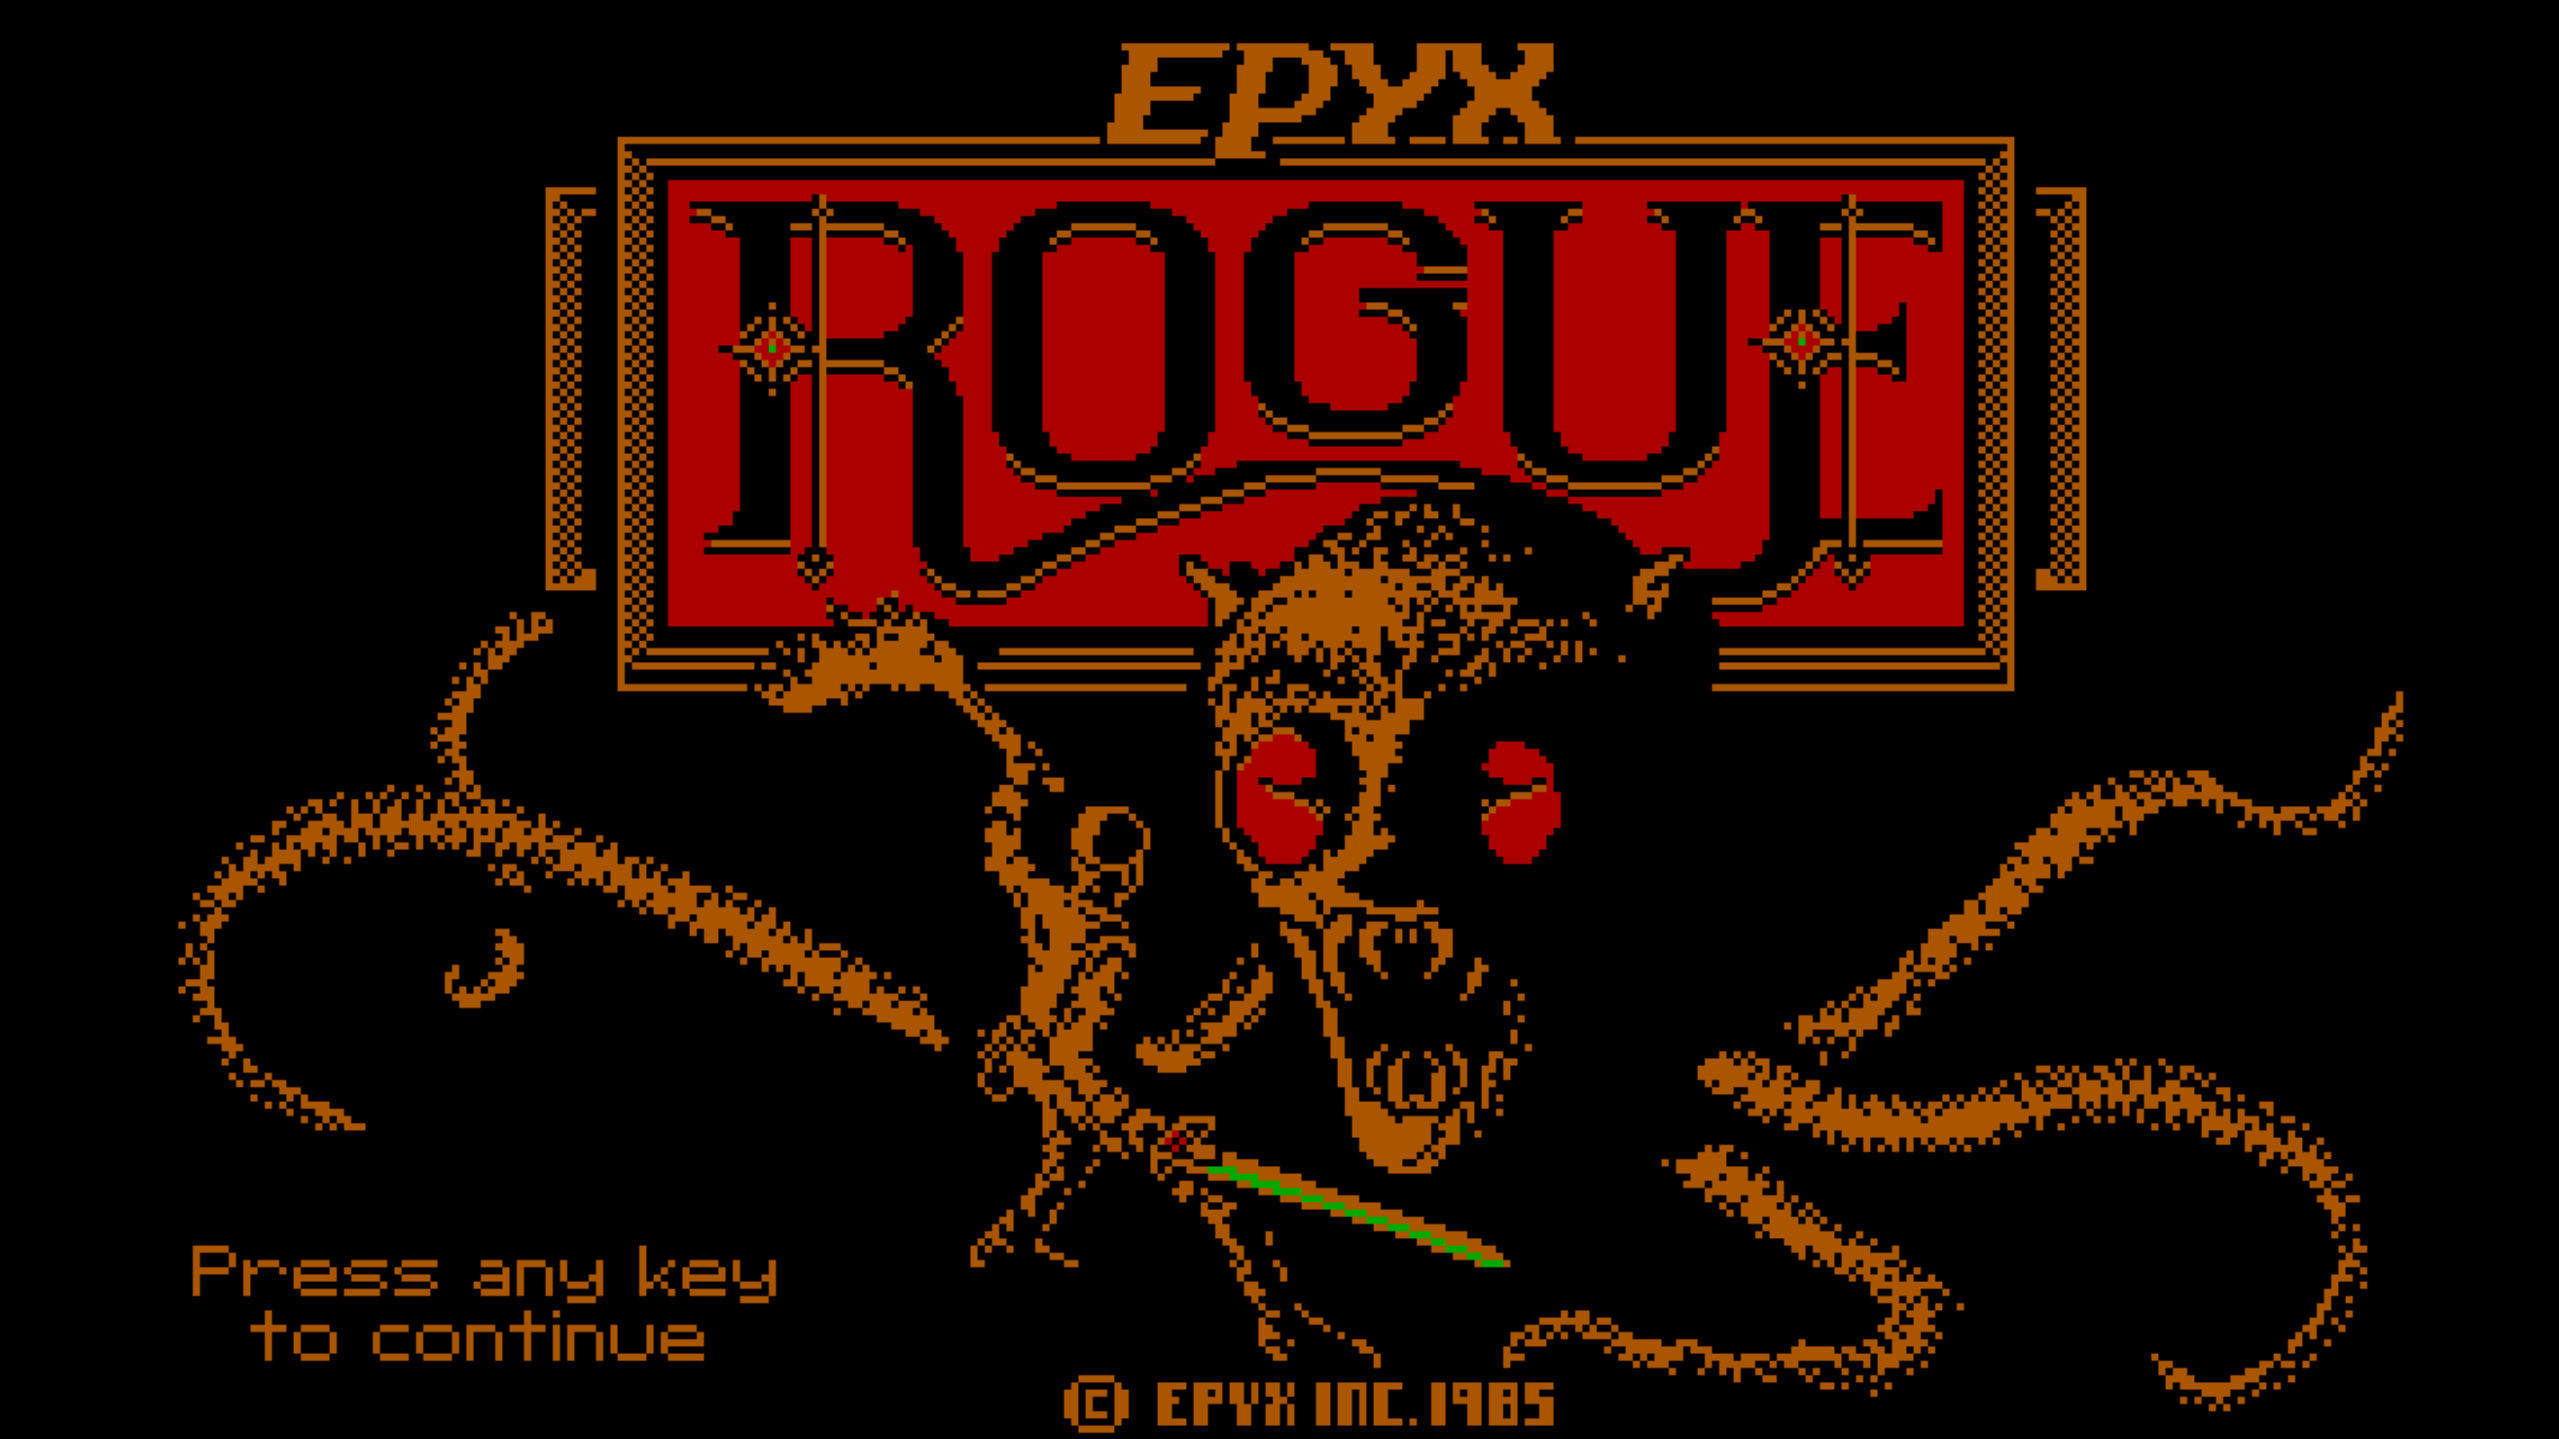 EPYX
ROGUE
Press any key
to continue
© EPYX INC. 1985